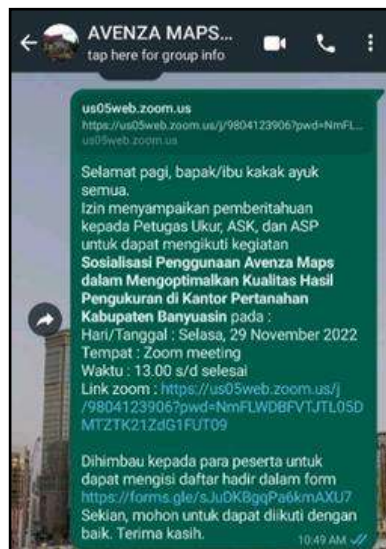 AVENZA MAPS...
tap here for group info
us05web.zoom.us
https://us05web.zoom.us/j/9804123906?pwd=NmFL...
us05web.zoom.us
Selamat pagi, bapak/ibu kakak ayuk
semua.
Izin menyampaikan pemberitahuan
kepada Petugas Ukur, ASK, dan ASP
untuk dapat mengikuti kegiatan
Sosialisasi Penggunaan Avenza Maps
dalam Mengoptimalkan Kualitas Hasil
Pengukuran di Kantor Pertanahan
Kabupaten Banyuasin pada :
Hari/Tanggal : Selasa, 29 November 2022
Tempat : Zoom meeting
Waktu : 13.00 s/d selesai
Link zoom : https://us05web.zoom.us/j
/9804123906?pwd=NmFLWDBFVTJTL05D
MTZTK21ZdG1FUT09
Dihimbau kepada para peserta untuk
dapat mengisi daftar hadir dalam form
https://forms.gle/sJuDKBgqPa6kmAXU7
Sekian, mohon untuk dapat diikuti dengan
baik. Terima kasih.
10:49 AM